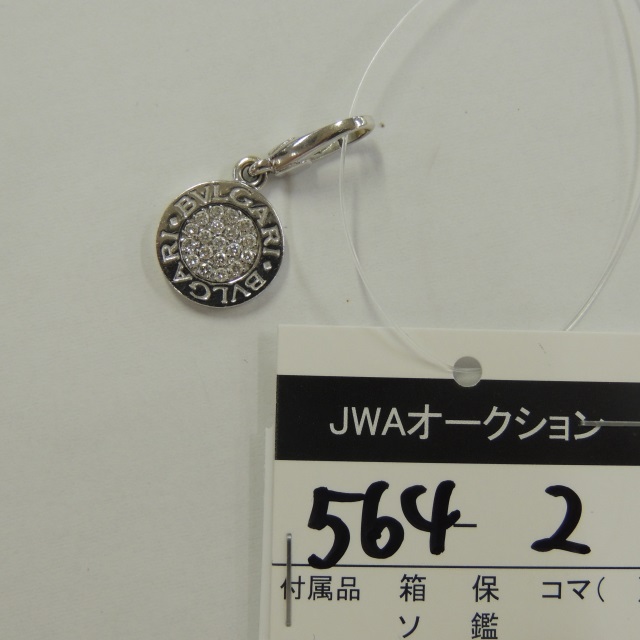 BVLGARI • BVLGARI •
JWAオークション
564-2
付属品 箱 保 コマ(
ソ 鑑